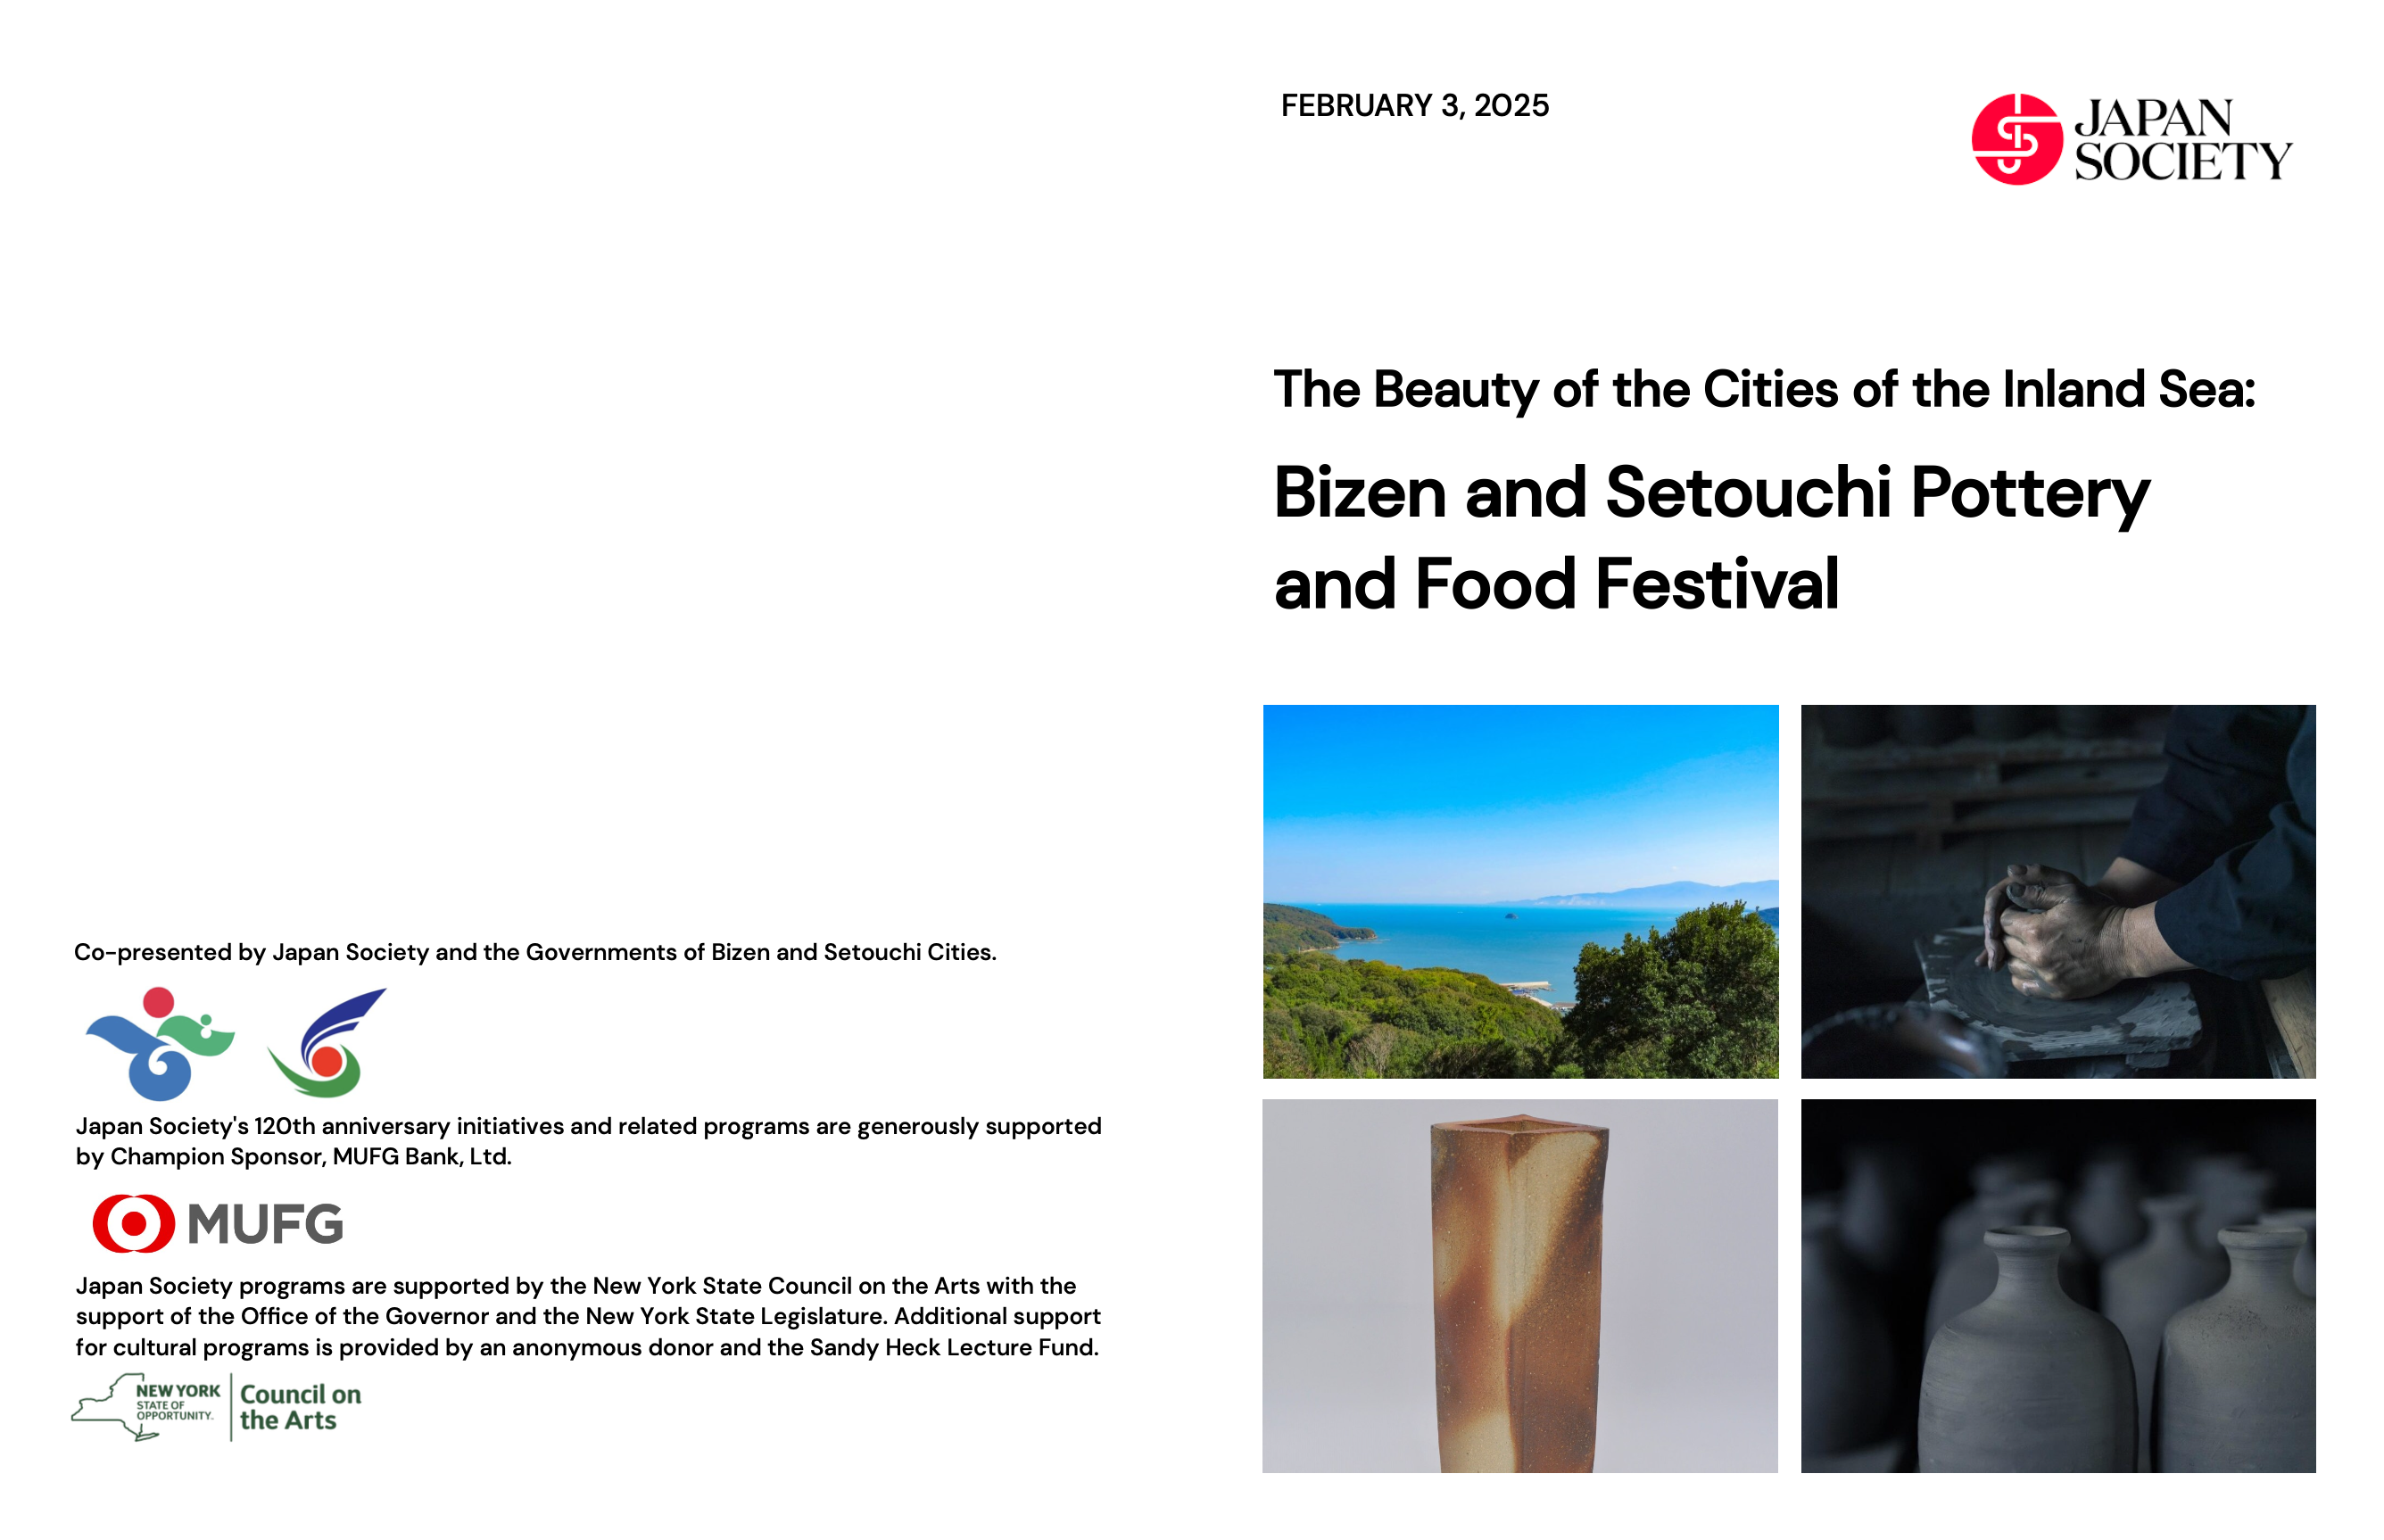 Co-presented by Japan Society and the Governments of Bizen and Setouchi Cities.
Japan Society's 120th anniversary initiatives and related programs are generously supported
by Champion Sponsor, MUFG Bank, Ltd.
MUFG
Japan Society programs are supported by the New York State Council on the Arts with the
support of the Office of the Governor and the New York State Legislature. Additional support
for cultural programs is provided by an anonymous donor and the Sandy Heck Lecture Fund.
NEW YORK
STATE OF
OPPORTUNITY.
Council on
the Arts
FEBRUARY 3, 2025
JAPAN
SOCIETY
The Beauty of the Cities of the Inland Sea:
Bizen and Setouchi Pottery
and Food Festival